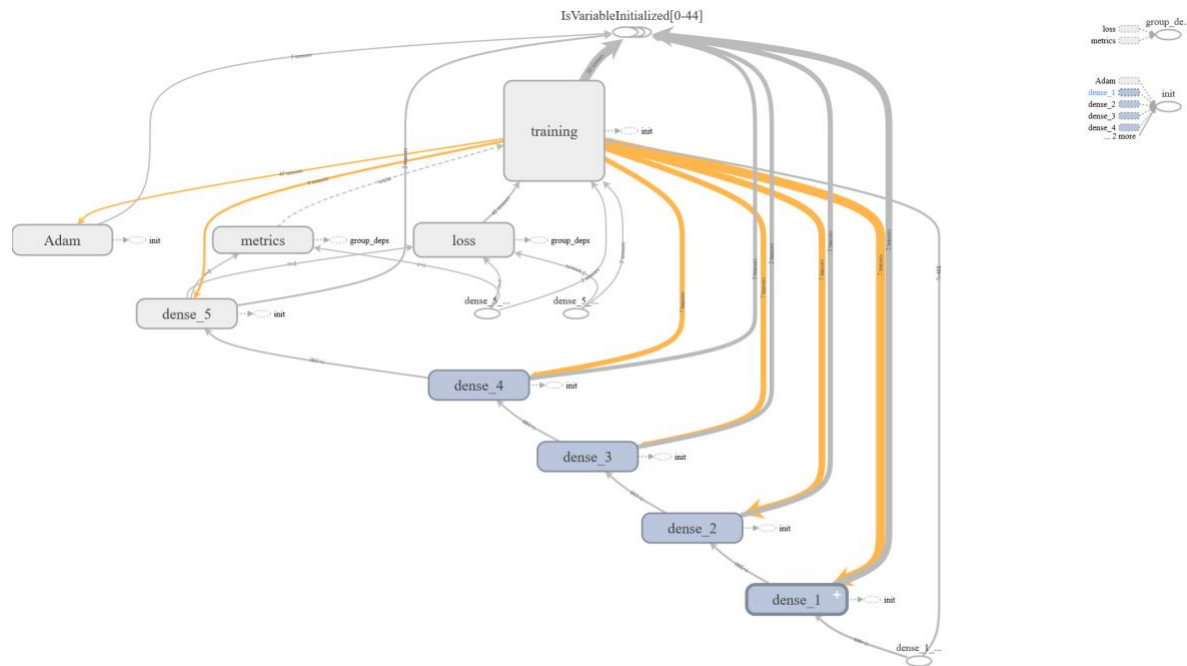 IsVariableInitialized[0-44]
training
init
Adam
init
metrics
group_deps
loss
group_deps
dense_5
init
dense_5_...
dense_5_...
dense_4
init
dense_3
init
dense_2
init
dense_1
init
dense_1_...
loss
metrics
group_de.
Adam
dense_1
dense_2
dense_3
dense_4
... 2 more
init